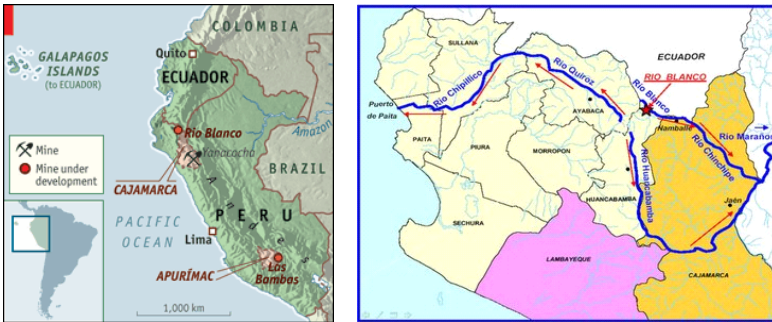 COLOMBIA
Quito
GALAPAGOS
ISLANDS
(to ECUADOR)
ECUADOR
Río Blanco
Amazon
Mine
Mine under
development
Yanacocha
CAJAMARCA
BRAZIL
Andes
PERU
PACIFIC
OCEAN
Lima
APURÍMAC
Las
Bambas
1,000 km
SULLANA
ECUADOR
Rio Chipillico
Rio Quiroz
Rio Blanco
RIO BLANCO
Puerto
de Paita
AYABACA
Namballe
Rio Marañon
PAITA
PIURA
MORROPON
Rio Chinchipe
Rio Huancabamba
HUANCABAMBA
Jaén
SECHURA
LAMBAYEQUE
CAJAMARCA